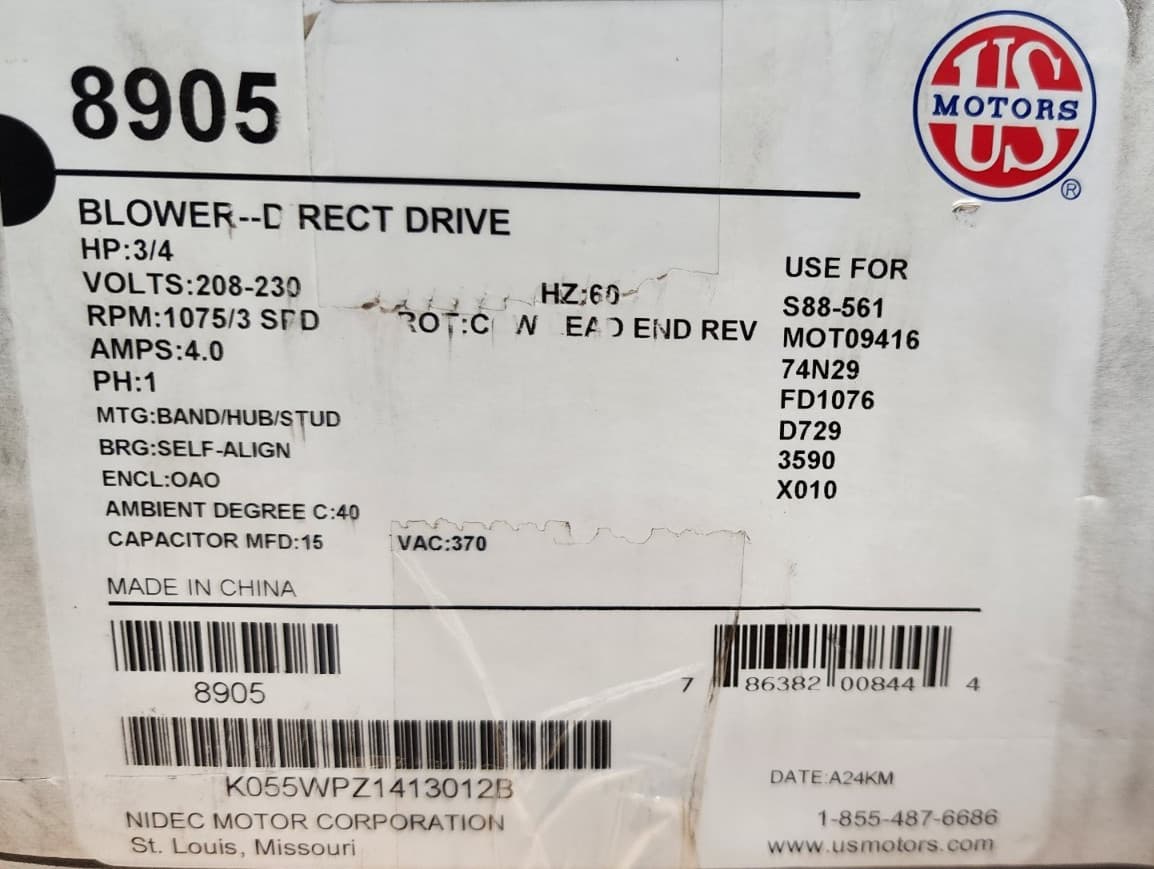 8905
US
MOTORS
®
BLOWER--D RECT DRIVE
HP:3/4
VOLTS:208-230 HZ:60
RPM:1075/3 SPD ROT:C W EAD END REV
AMPS:4.0
PH:1
MTG:BAND/HUB/STUD
BRG:SELF-ALIGN
ENCL:OAO
AMBIENT DEGREE C:40
CAPACITOR MFD:15 VAC:370
MADE IN CHINA
USE FOR
S88-561
MOT09416
74N29
FD1076
D729
3590
X010
8905
7 86382 00844 4
K055WPZ1413012B
NIDEC MOTOR CORPORATION
St. Louis, Missouri
DATE:A24KM
1-855-487-6686
www.usmotors.com